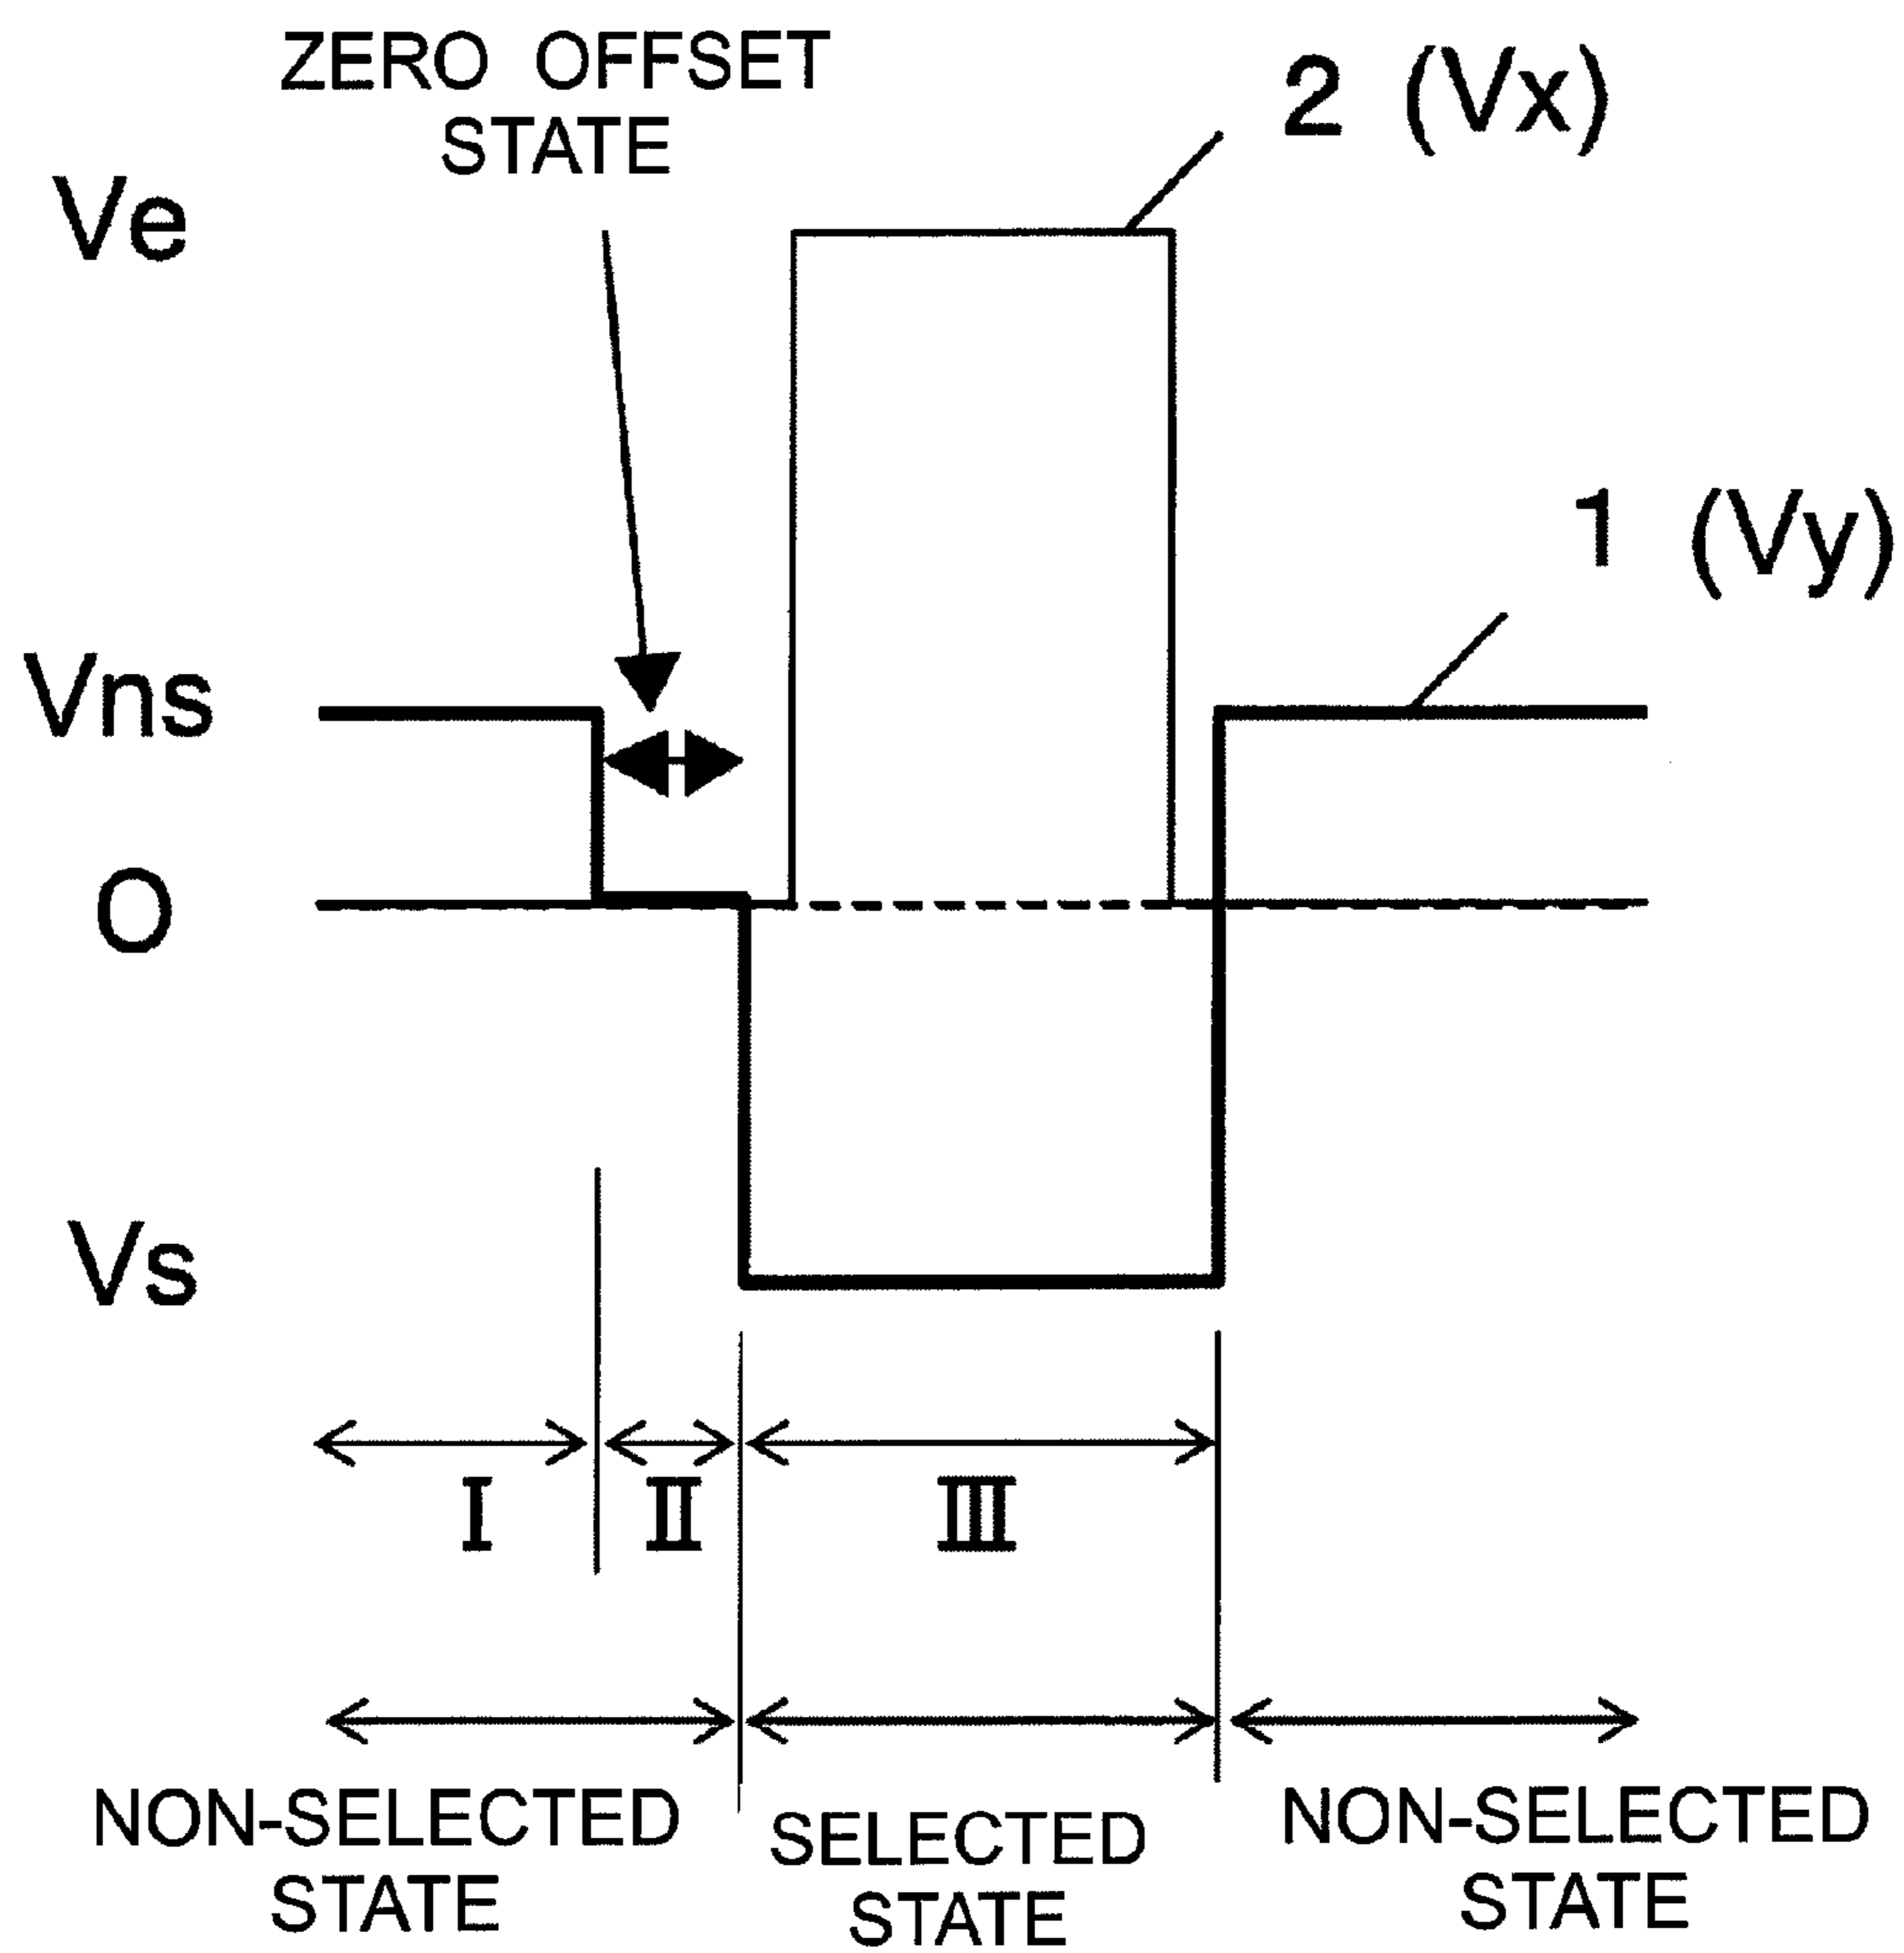 ZERO OFFSET
STATE
2 (Vx)
Ve
1 (Vy)
Vns
O
Vs
I
II
III
NON-SELECTED
STATE
SELECTED
STATE
NON-SELECTED
STATE